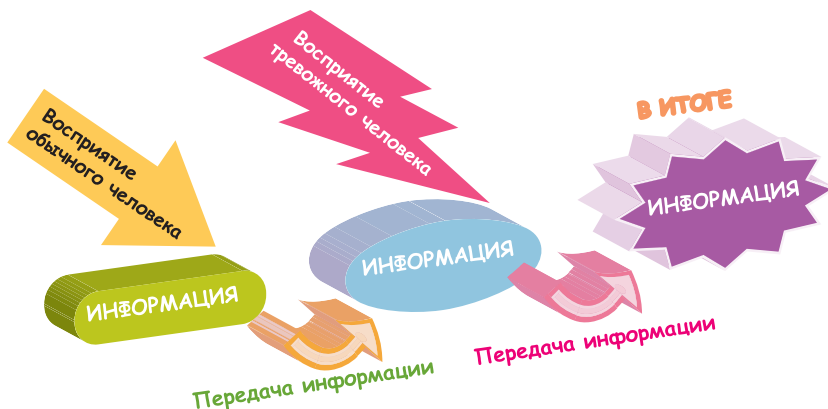 Восприятие
обычного человека
ИНФОРМАЦИЯ
Передача информации
Восприятие
тревожного человека
ИНФОРМАЦИЯ
Передача информации
В ИТОГЕ
ИНФОРМАЦИЯ